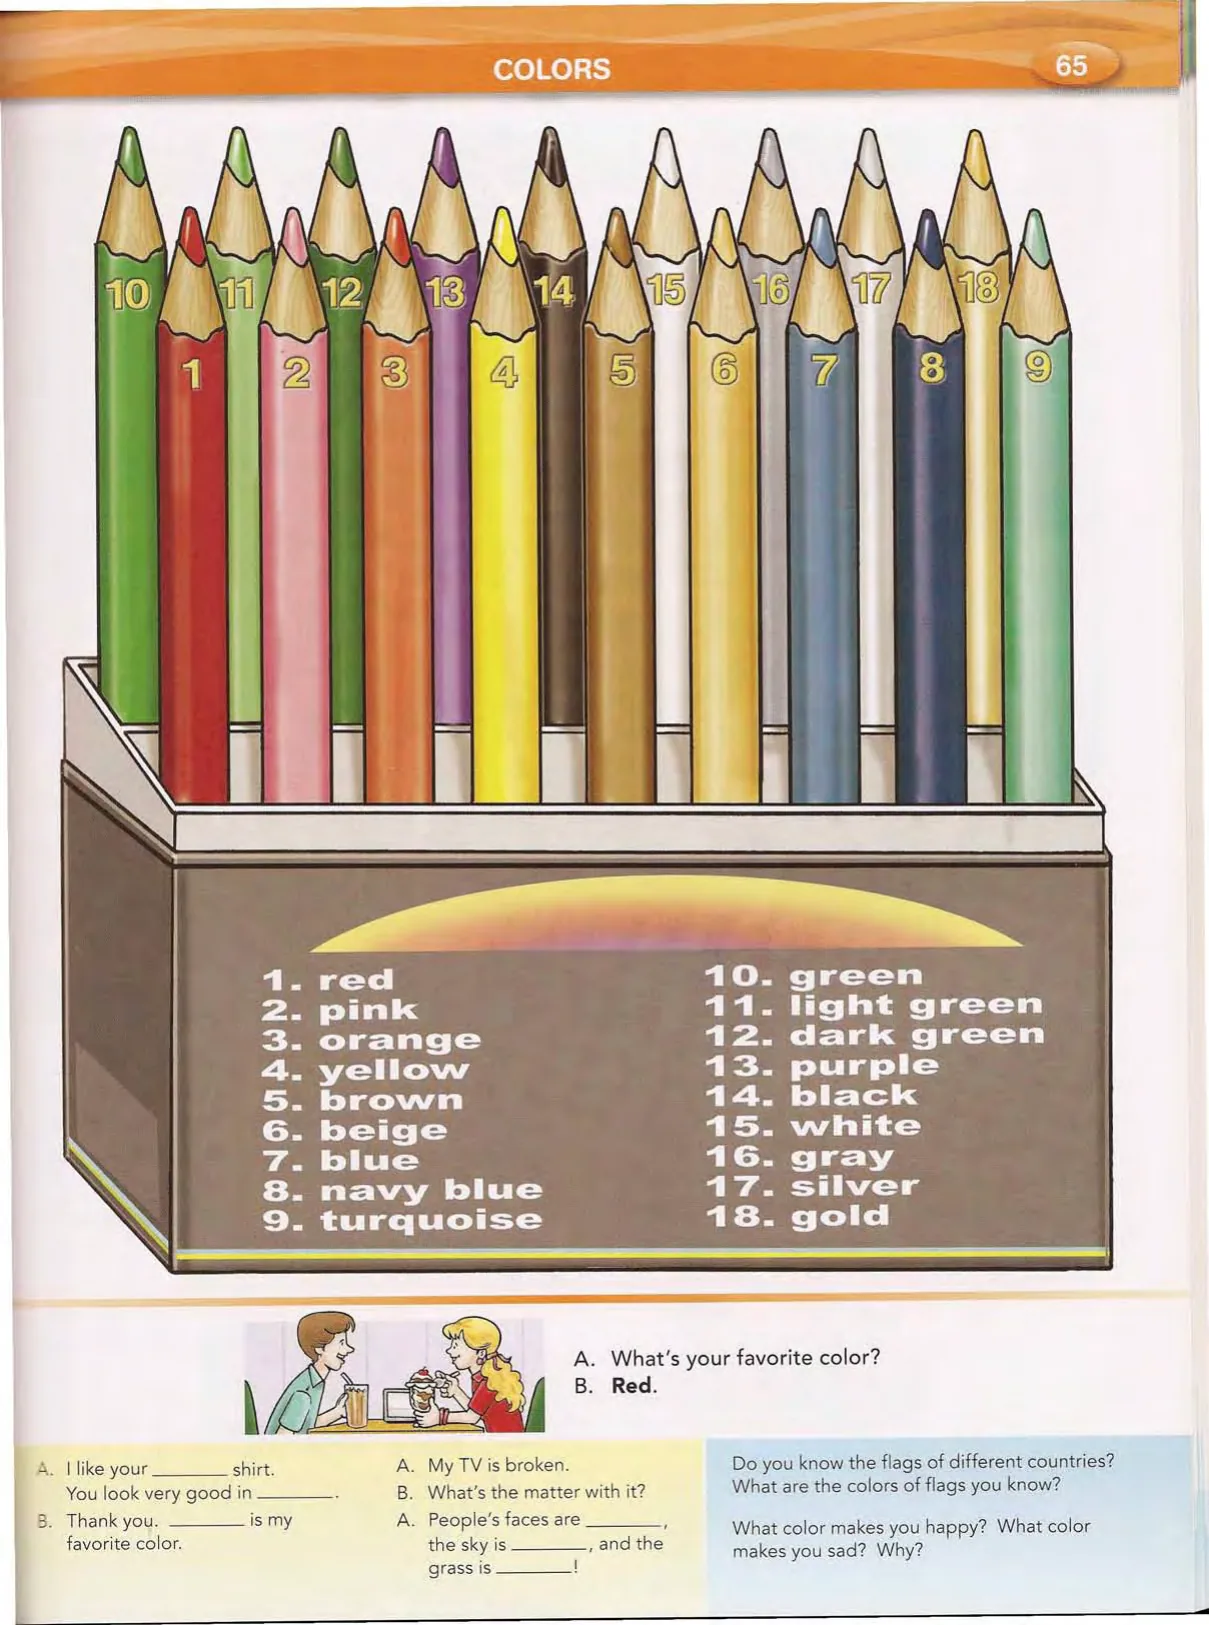 COLORS
65
10
11
12
13
14
15
16
17
18
1
2
3
4
5
6
7
8
9
1. red
2. pink
3. orange
4. yellow
5. brown
6. beige
7. blue
8. navy blue
9. turquoise
10. green
11. light green
12. dark green
13. purple
14. black
15. white
16. gray
17. silver
18. gold
A. What's your favorite color?
B. Red.
A. I like your ________ shirt.
You look very good in ________.
B. Thank you. ________ is my
favorite color.
A. My TV is broken.
B. What's the matter with it?
A. People's faces are ________,
the sky is ________, and the
grass is ________!
Do you know the flags of different countries?
What are the colors of flags you know?
What color makes you happy? What color
makes you sad? Why?